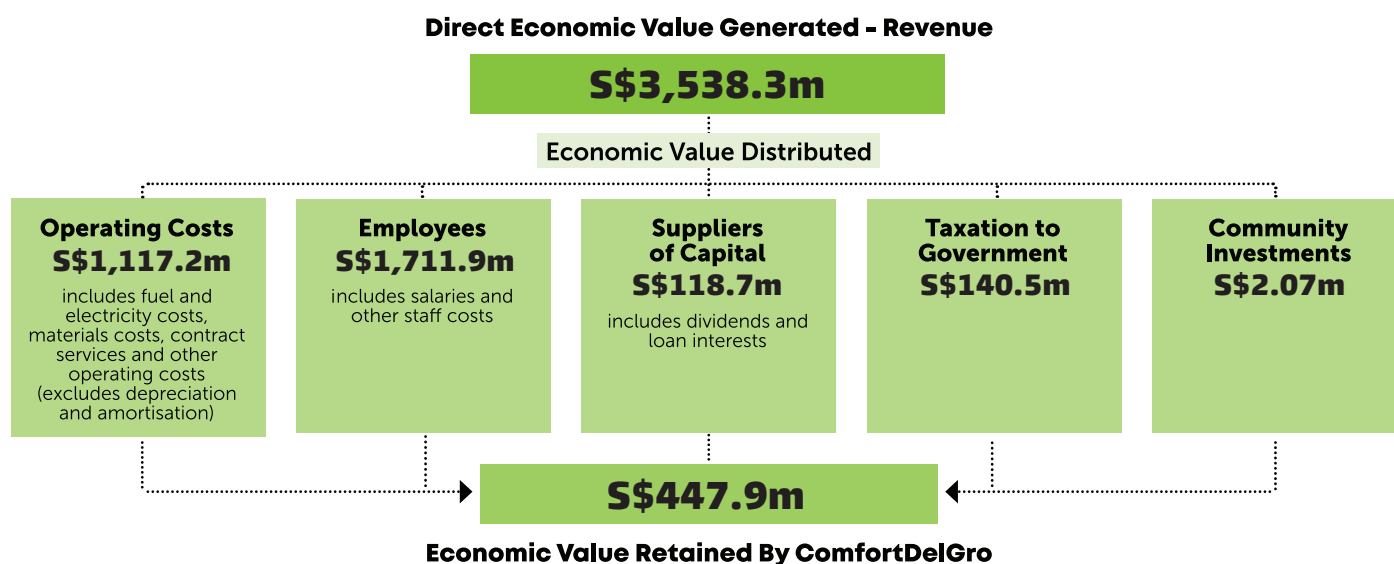 Direct Economic Value Generated - Revenue
S$3,538.3m
Economic Value Distributed
Operating Costs
S$1,117.2m
includes fuel and
electricity costs,
materials costs, contract
services and other
operating costs
(excludes depreciation
and amortisation)
Employees
S$1,711.9m
includes salaries and
other staff costs
Suppliers
of Capital
S$118.7m
includes dividends and
loan interests
Taxation to
Government
S$140.5m
Community
Investments
S$2.07m
S$447.9m
Economic Value Retained By ComfortDelGro